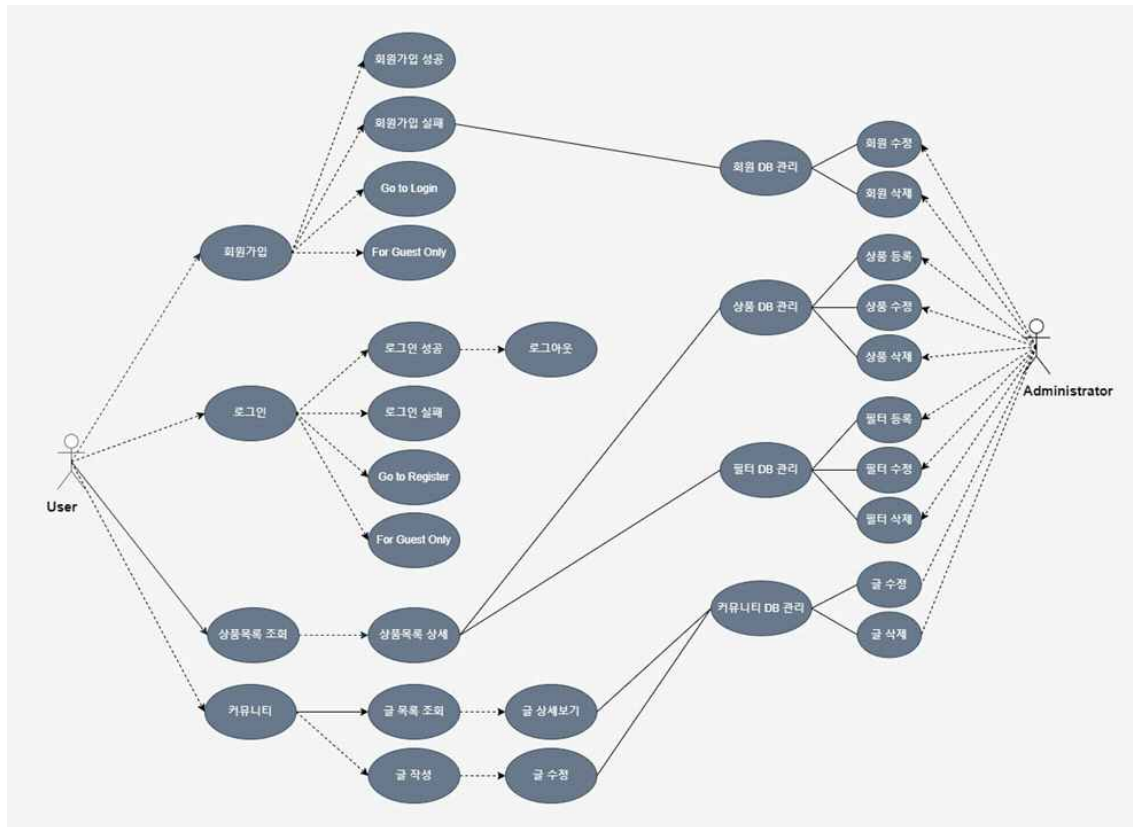 회원가입 성공
회원가입 실패
Go to Login
For Guest Only
회원가입
로그인 성공
로그아웃
로그인
로그인 실패
Go to Register
For Guest Only
User
상품목록 조회
상품목록 상세
커뮤니티
글 목록 조회
글 상세보기
글 작성
글 수정
회원 DB 관리
회원 수정
회원 삭제
상품 DB 관리
상품 등록
상품 수정
상품 삭제
필터 DB 관리
필터 등록
필터 수정
필터 삭제
커뮤니티 DB 관리
글 수정
글 삭제
Administrator